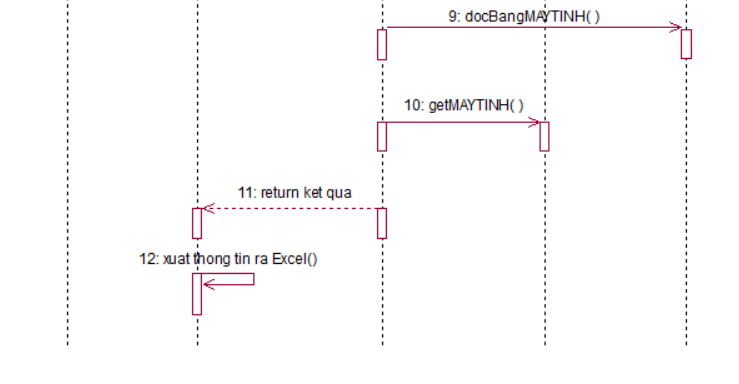 9: docBangMAYTINH( )
10: getMAYTINH( )
11: return ket qua
12: xuat thong tin ra Excel()